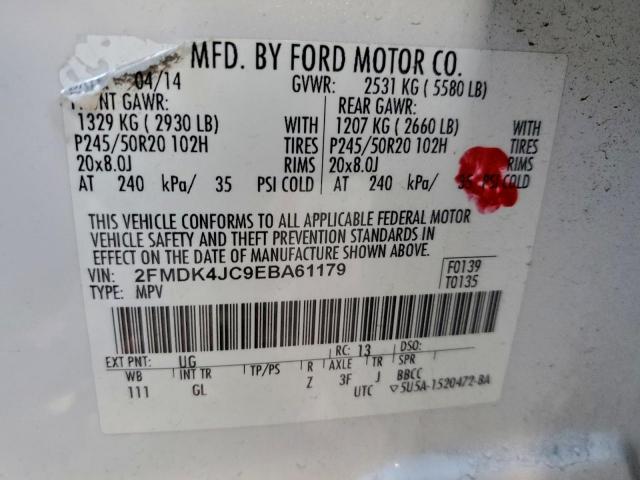 MFD. BY FORD MOTOR CO.
04/14 GVWR: 2531 KG ( 5580 LB)
GAWR: REAR GAWR:
1329 KG ( 2930 LB) WITH 1207 KG ( 2660 LB) WITH
P245/50R20 102H TIRES P245/50R20 102H TIRES
20x8.0J RIMS 20x8.0J RIMS
AT 240 kPa/ 35 PSI COLD AT 240 kPa/ 35 PSI COLD
THIS VEHICLE CONFORMS TO ALL APPLICABLE FEDERAL MOTOR
VEHICLE SAFETY AND THEFT PREVENTION STANDARDS IN
EFFECT ON THE DATE OF MANUFACTURE SHOWN ABOVE.
VIN: 2FMDK4JC9EBA61179 F0139
TYPE: MPV T0135
EXT PNT: UG RC: 13 DSO:
WB INT TR TP/PS R AXLE TR SPR
111 GL Z 3F J BBCC
UTC ▽5U5A-1520472-BA